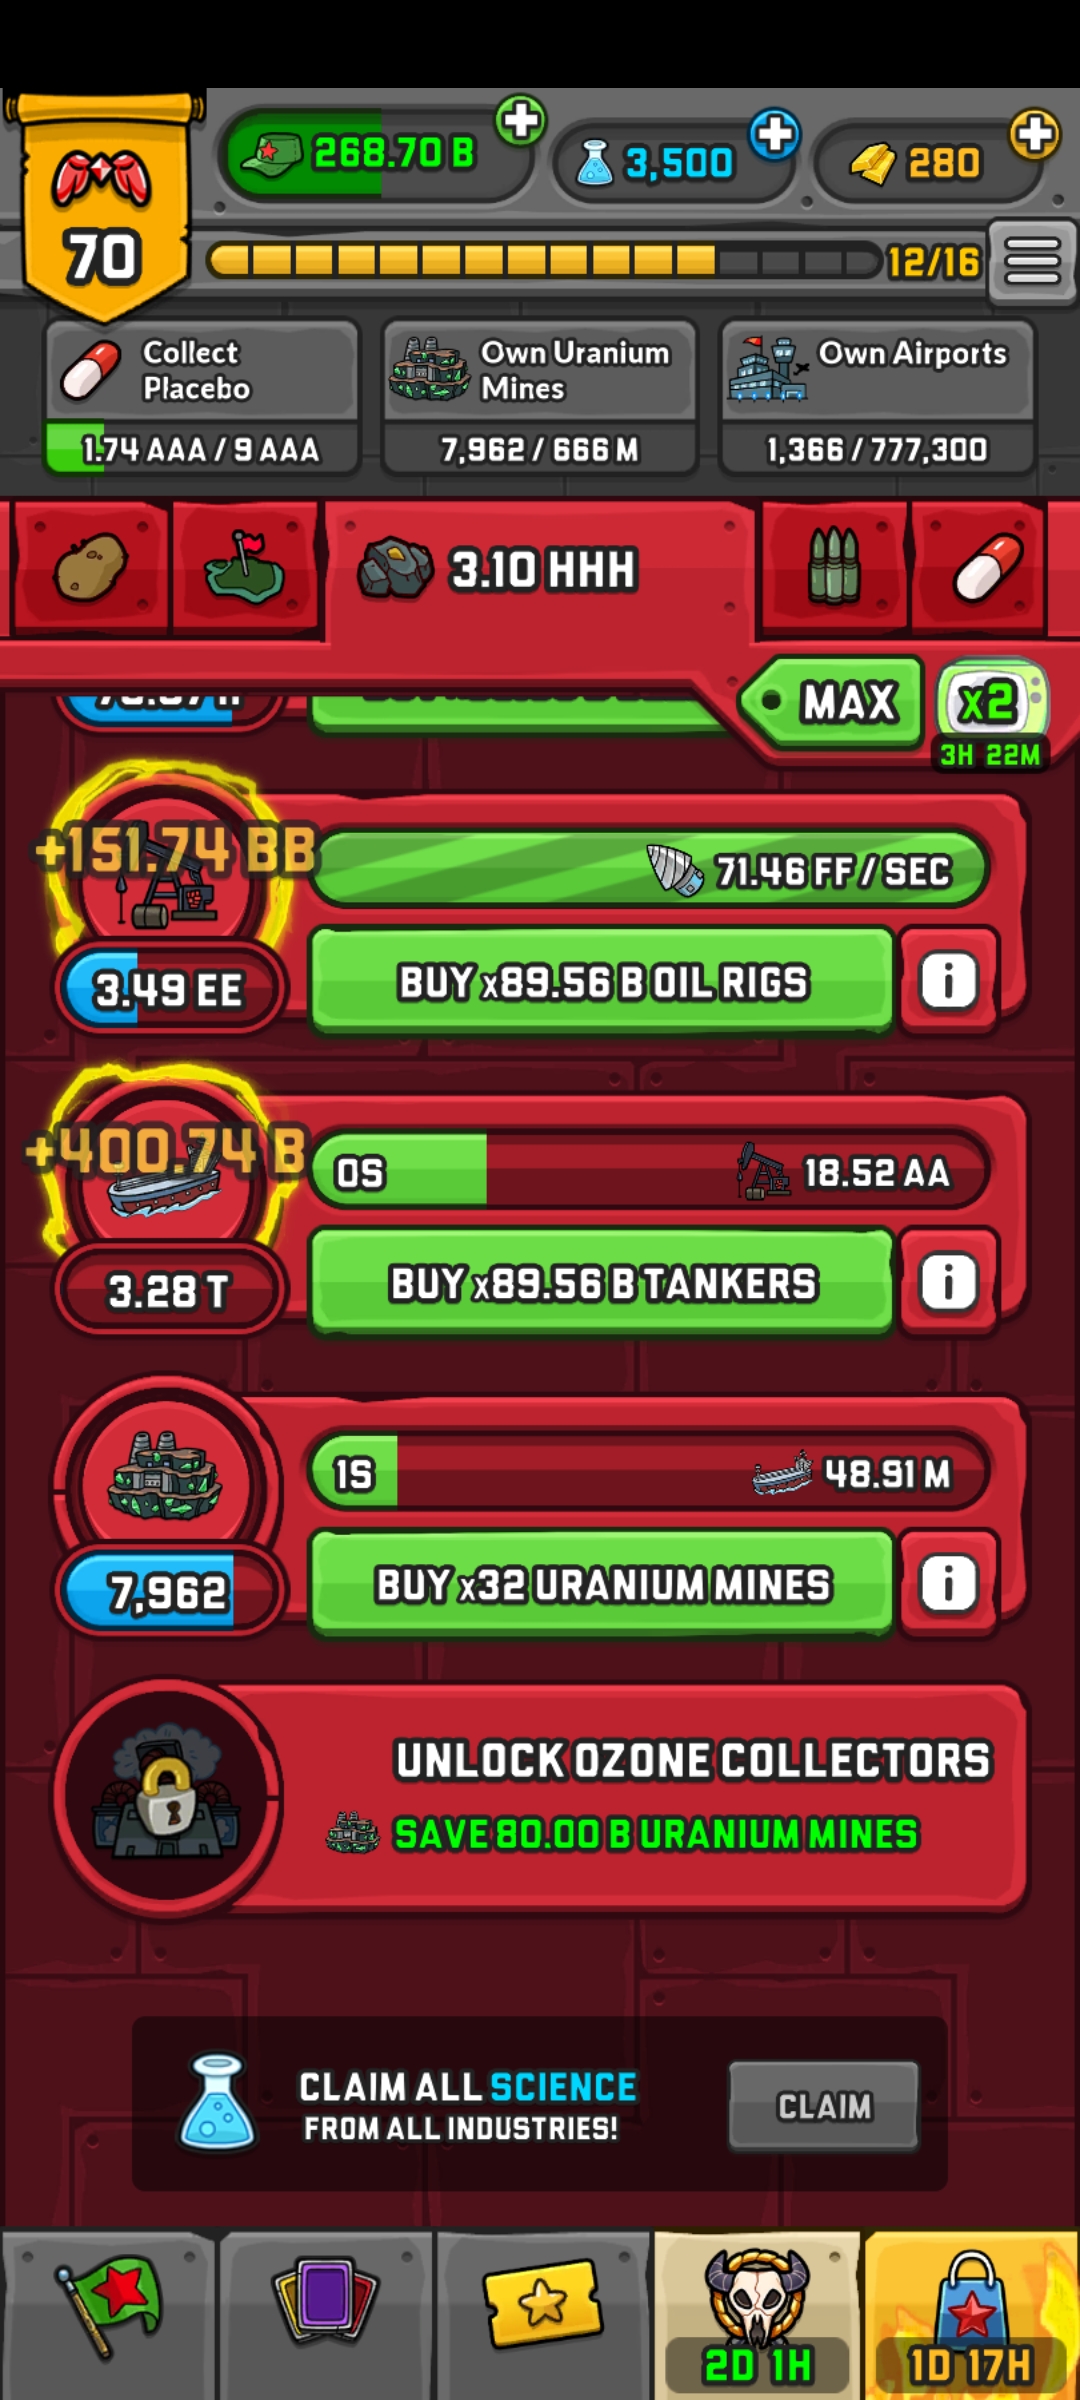 268.70 B
3,500
280
70
12/16
Collect
Placebo
1.74 AAA / 9 AAA
Own Uranium
Mines
7,962 / 666 M
Own Airports
1,366 / 777,300
3.10 HHH
MAX
x2
3H 22M
+151.74 BB
71.46 FF / SEC
3.49 EE
BUY x89.56 B OIL RIGS
i
+400.74 B
0S
18.52 AA
3.28 T
BUY x89.56 B TANKERS
i
1S
48.91 M
7,962
BUY x32 URANIUM MINES
i
UNLOCK OZONE COLLECTORS
SAVE 80.00 B URANIUM MINES
CLAIM ALL SCIENCE
FROM ALL INDUSTRIES!
CLAIM
2D 1H
1D 17H